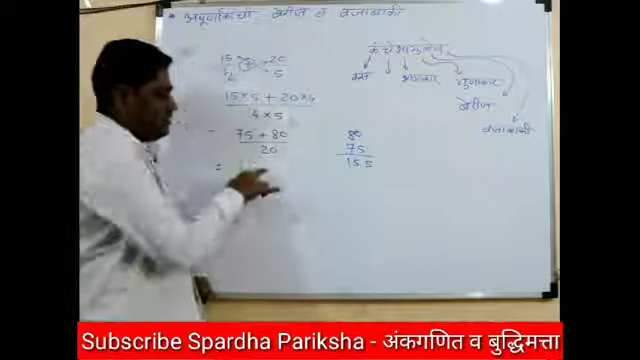 * अपूर्णांकांची बेरीज व वजाबाकी
15 20
4 5
15×5 + 20×4
4×5
= 75 + 80
20
=
80
75
155
कंचेभागुबेव
कंस भागाकार गुणाकार
बेरीज
वजाबाकी
Subscribe Spardha Pariksha - अंकगणित व बुद्धिमत्ता